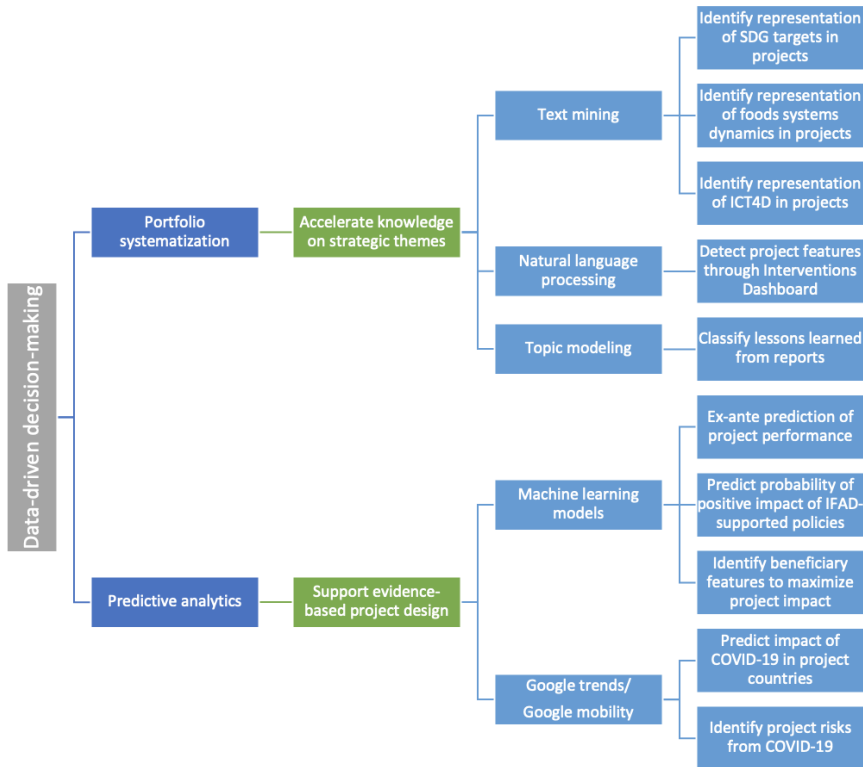 Data-driven decision-making
Portfolio
systematization
Accelerate knowledge
on strategic themes
Text mining
Identify representation
of SDG targets in
projects
Identify representation
of foods systems
dynamics in projects
Identify representation
of ICT4D in projects
Natural language
processing
Detect project features
through Interventions
Dashboard
Topic modeling
Classify lessons learned
from reports
Predictive analytics
Support evidence-
based project design
Machine learning
models
Ex-ante prediction of
project performance
Predict probability of
positive impact of IFAD-
supported policies
Identify beneficiary
features to maximize
project impact
Google trends/
Google mobility
Predict impact of
COVID-19 in project
countries
Identify project risks
from COVID-19